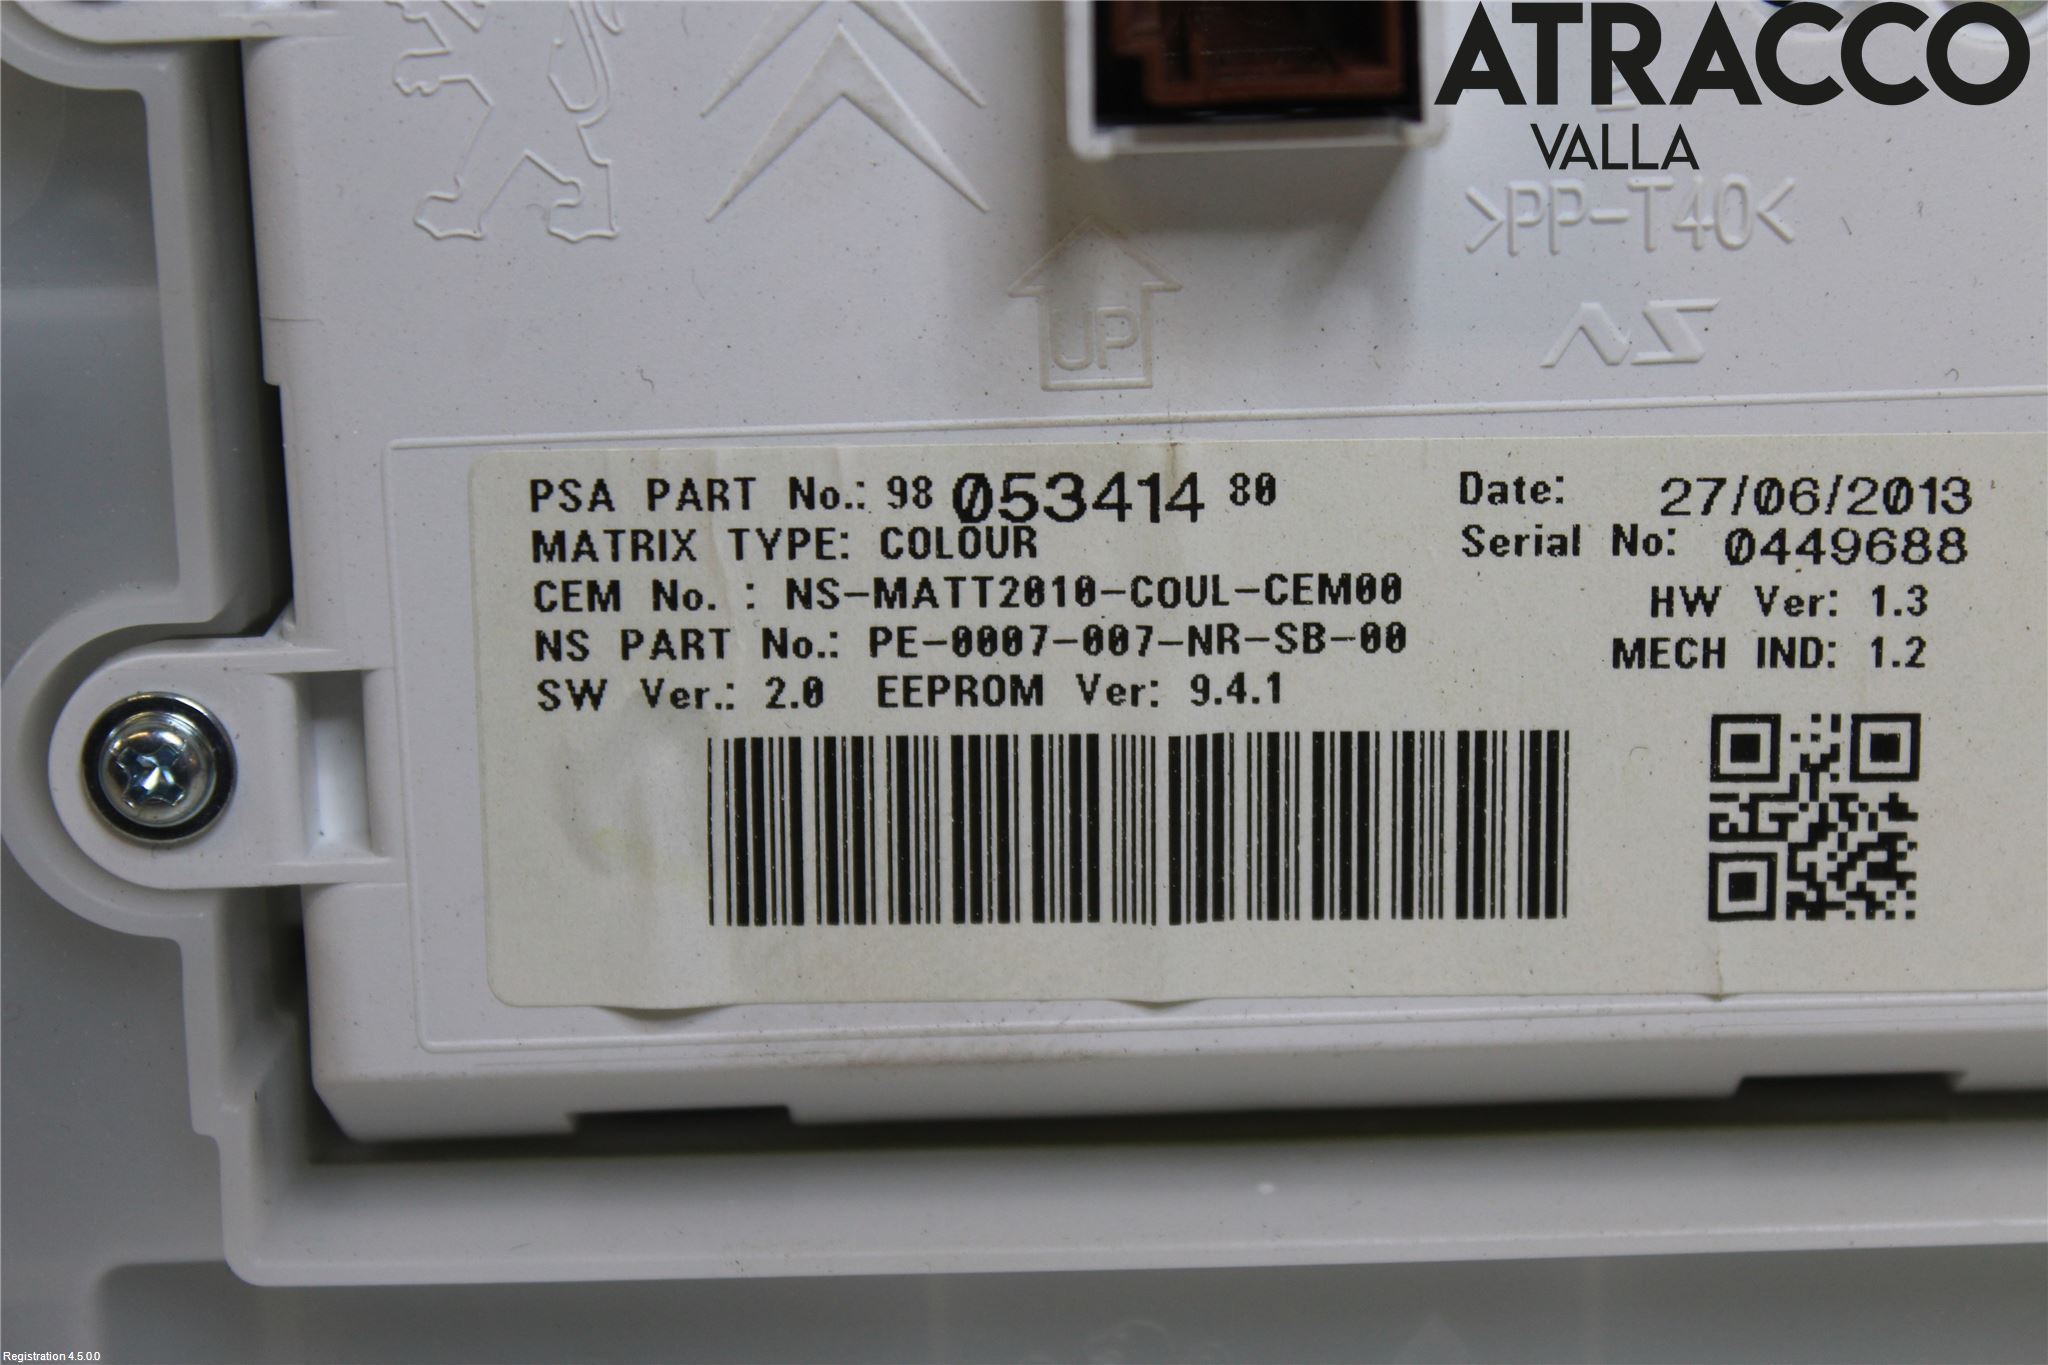 ATRACCO
VALLA
>PP-T40<
UP
NS
PSA PART No.: 98 053414 80
MATRIX TYPE: COLOUR
CEM No. : NS-MATT2010-COUL-CEM00
NS PART No.: PE-0007-007-NR-SB-00
SW Ver.: 2.0 EEPROM Ver: 9.4.1
Date: 27/06/2013
Serial No: 0449688
HW Ver: 1.3
MECH IND: 1.2
Registration 4.5.0.0